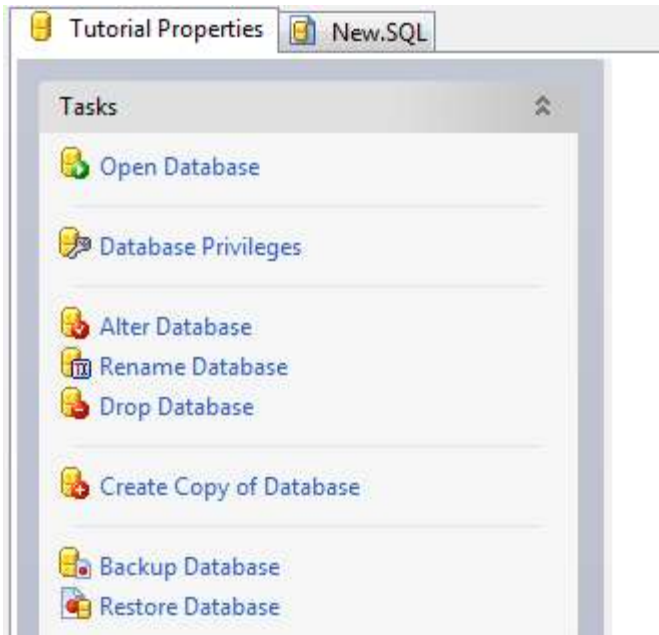 Tutorial Properties New.SQL
Tasks
Open Database
Database Privileges
Alter Database
Rename Database
Drop Database
Create Copy of Database
Backup Database
Restore Database